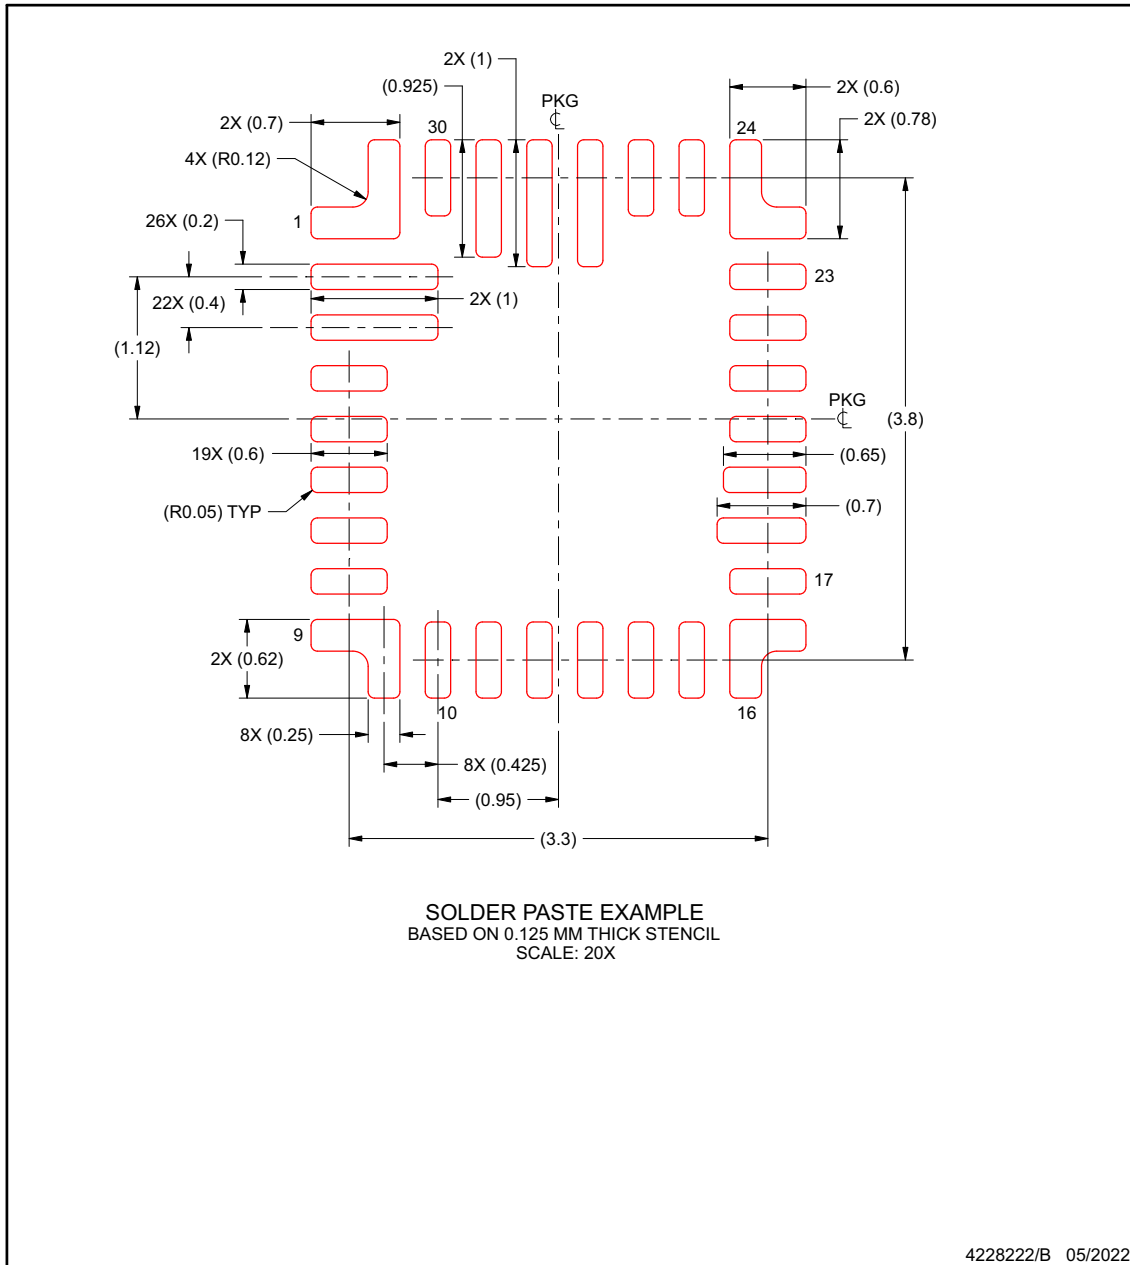 2X (1)
(0.925)
PKG
℄
2X (0.6)
2X (0.7)
30
24
2X (0.78)
4X (R0.12)
1
26X (0.2)
23
2X (1)
22X (0.4)
(1.12)
PKG
℄
(3.8)
19X (0.6)
(0.65)
(R0.05) TYP
(0.7)
17
9
2X (0.62)
10
16
8X (0.25)
8X (0.425)
(0.95)
(3.3)
SOLDER PASTE EXAMPLE
BASED ON 0.125 MM THICK STENCIL
SCALE: 20X
4228222/B 05/2022